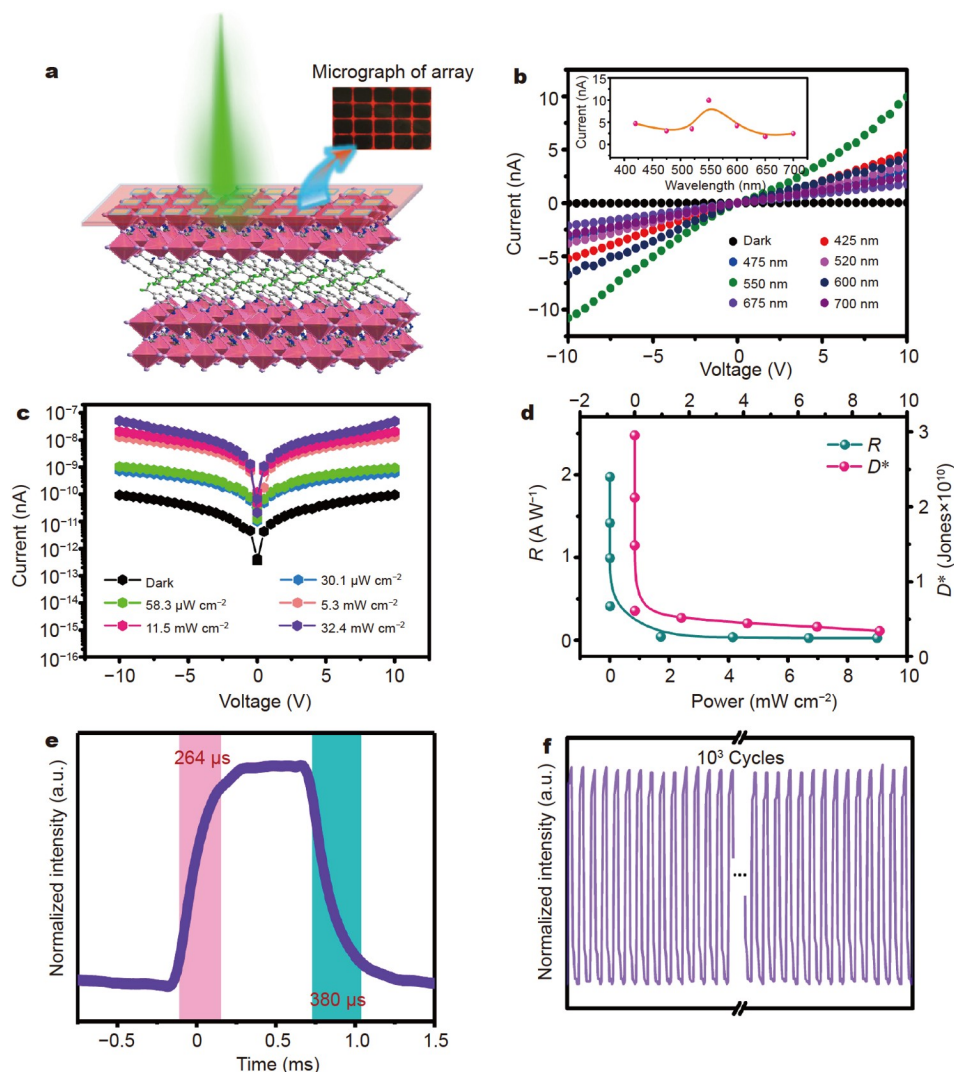 a
Micrograph of array
b
Current (nA)
10
5
0
−5
−10
−10
−5
0
5
10
Voltage (V)
Current (nA)
15
10
5
0
400 450 500 550 600 650 700
Wavelength (nm)
Dark
425 nm
475 nm
520 nm
550 nm
600 nm
675 nm
700 nm
c
Current (nA)
10⁻⁷
10⁻⁸
10⁻⁹
10⁻¹⁰
10⁻¹¹
10⁻¹²
10⁻¹³
10⁻¹⁴
10⁻¹⁵
10⁻¹⁶
Dark
30.1 µW cm⁻²
58.3 µW cm⁻²
5.3 mW cm⁻²
11.5 mW cm⁻²
32.4 mW cm⁻²
−10
−5
0
5
10
Voltage (V)
d
−2 0 2 4 6 8 10
R
D*
R (A W⁻¹)
2
1
0
3
2
1
0
D* (Jones×10¹⁰)
0 2 4 6 8 10
Power (mW cm⁻²)
e
Normalized intensity (a.u.)
264 µs
380 µs
−0.5
0
0.5
1.0
1.5
Time (ms)
f
Normalized intensity (a.u.)
10³ Cycles
...